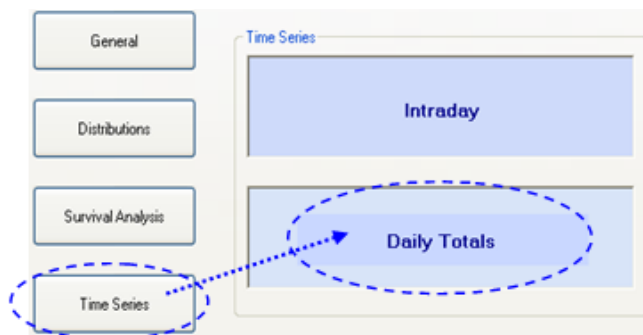 General
Distributions
Survival Analysis
Time Series
Time Series
Intraday
Daily Totals